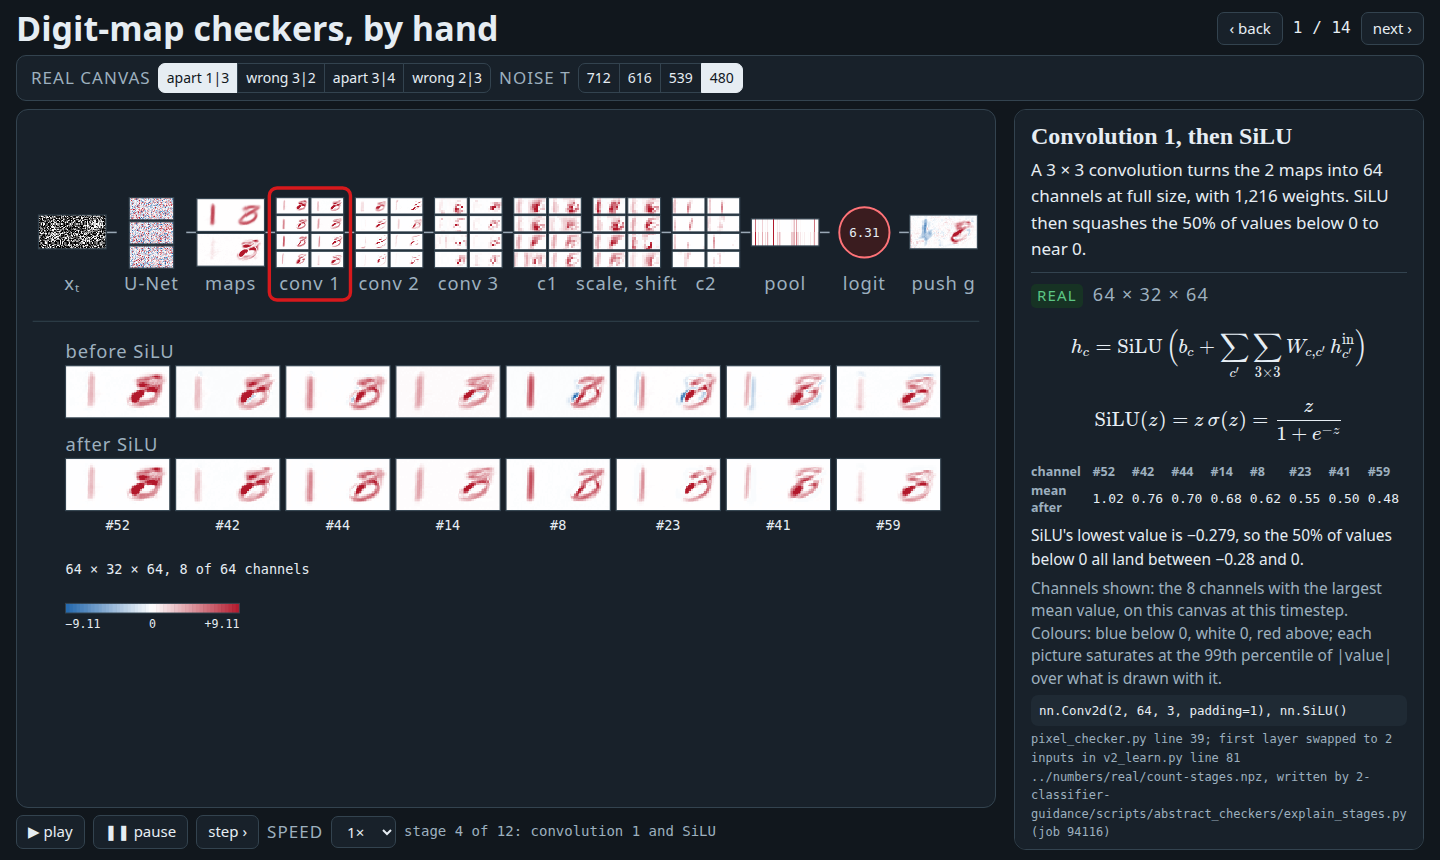 Digit-map checkers, by hand
‹ back 1 / 14 next ›
REAL CANVAS apart 1|3 wrong 3|2 apart 3|4 wrong 2|3 NOISE T 712 616 539 480
6.31
xₜ U-Net maps conv 1 conv 2 conv 3 c1 scale, shift c2 pool logit push g
before SiLU
after SiLU
#52 #42 #44 #14 #8 #23 #41 #59
64 × 32 × 64, 8 of 64 channels
−9.11 0 +9.11
▶ play ❚❚ pause step › SPEED 1× stage 4 of 12: convolution 1 and SiLU
Convolution 1, then SiLU
A 3 × 3 convolution turns the 2 maps into 64
channels at full size, with 1,216 weights. SiLU
then squashes the 50% of values below 0 to
near 0.
REAL 64 × 32 × 64
h_c = SiLU ( b_c + ∑_{c′} ∑_{3×3} W_{c,c′} h_{c′}^{in} )
SiLU(z) = z σ(z) = z / (1 + e^{−z})
channel #52 #42 #44 #14 #8 #23 #41 #59
mean after 1.02 0.76 0.70 0.68 0.62 0.55 0.50 0.48
SiLU's lowest value is −0.279, so the 50% of values
below 0 all land between −0.28 and 0.
Channels shown: the 8 channels with the largest
mean value, on this canvas at this timestep.
Colours: blue below 0, white 0, red above; each
picture saturates at the 99th percentile of |value|
over what is drawn with it.
nn.Conv2d(2, 64, 3, padding=1), nn.SiLU()
pixel_checker.py line 39; first layer swapped to 2
inputs in v2_learn.py line 81
../numbers/real/count-stages.npz, written by 2-
classifier-
guidance/scripts/abstract_checkers/explain_stages.py
(job 94116)